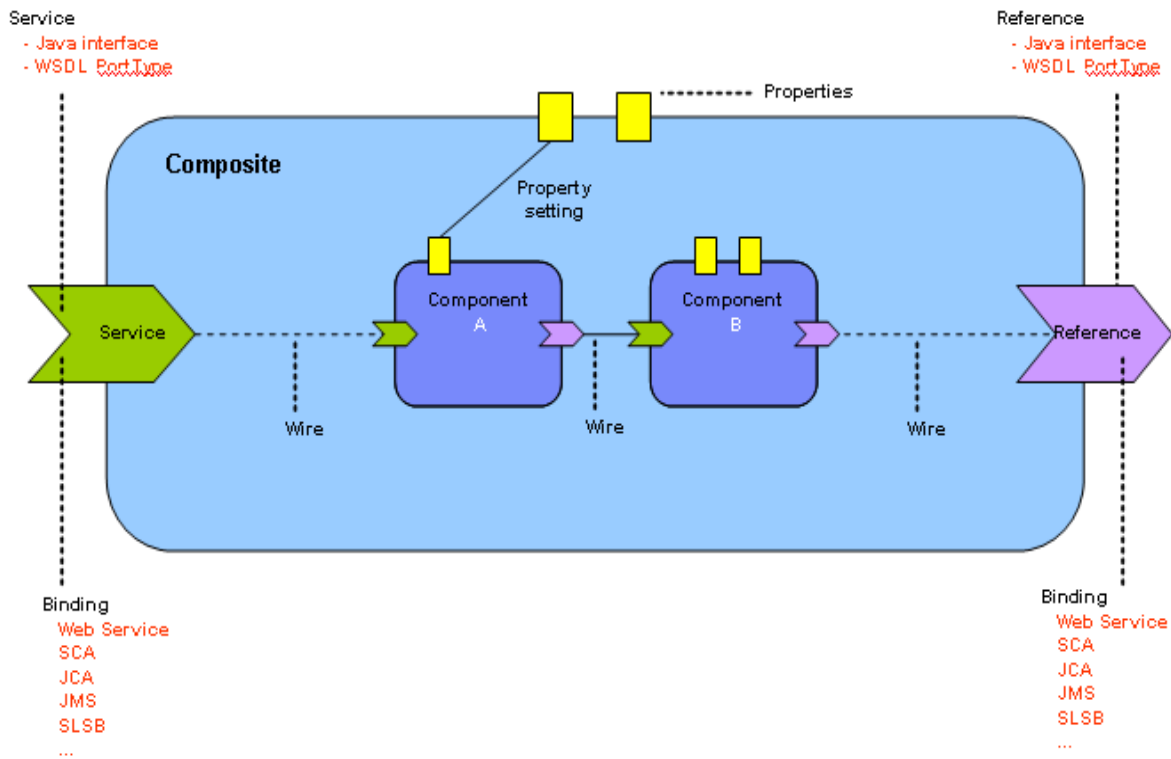 Service
- Java interface
- WSDL PortType
Reference
- Java interface
- WSDL PortType
Properties
Composite
Property
setting
Component
A
Component
B
Service
Reference
Wire
Wire
Wire
Binding
Web Service
SCA
JCA
JMS
SLSB
...
Binding
Web Service
SCA
JCA
JMS
SLSB
...